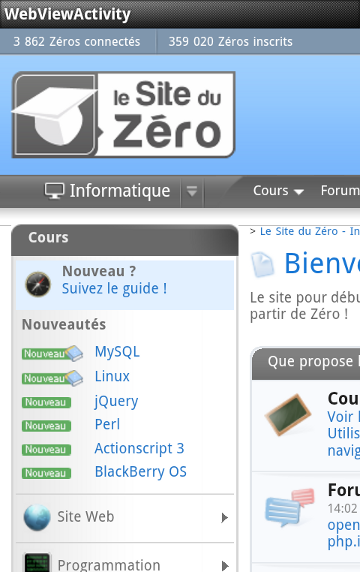 WebViewActivity
3 862 Zéros connectés
359 020 Zéros inscrits
le Site du
Zéro
Informatique
Cours
Forum
Cours
Nouveau ?
Suivez le guide !
Nouveautés
Nouveau MySQL
Nouveau Linux
Nouveau jQuery
Nouveau Perl
Nouveau Actionscript 3
Nouveau BlackBerry OS
Site Web
Programmation
> Le Site du Zéro - In
Bienve
Le site pour débu
partir de Zéro !
Que propose l
Cou
Voir l
Utilis
navig
Foru
14:02
open
php.i